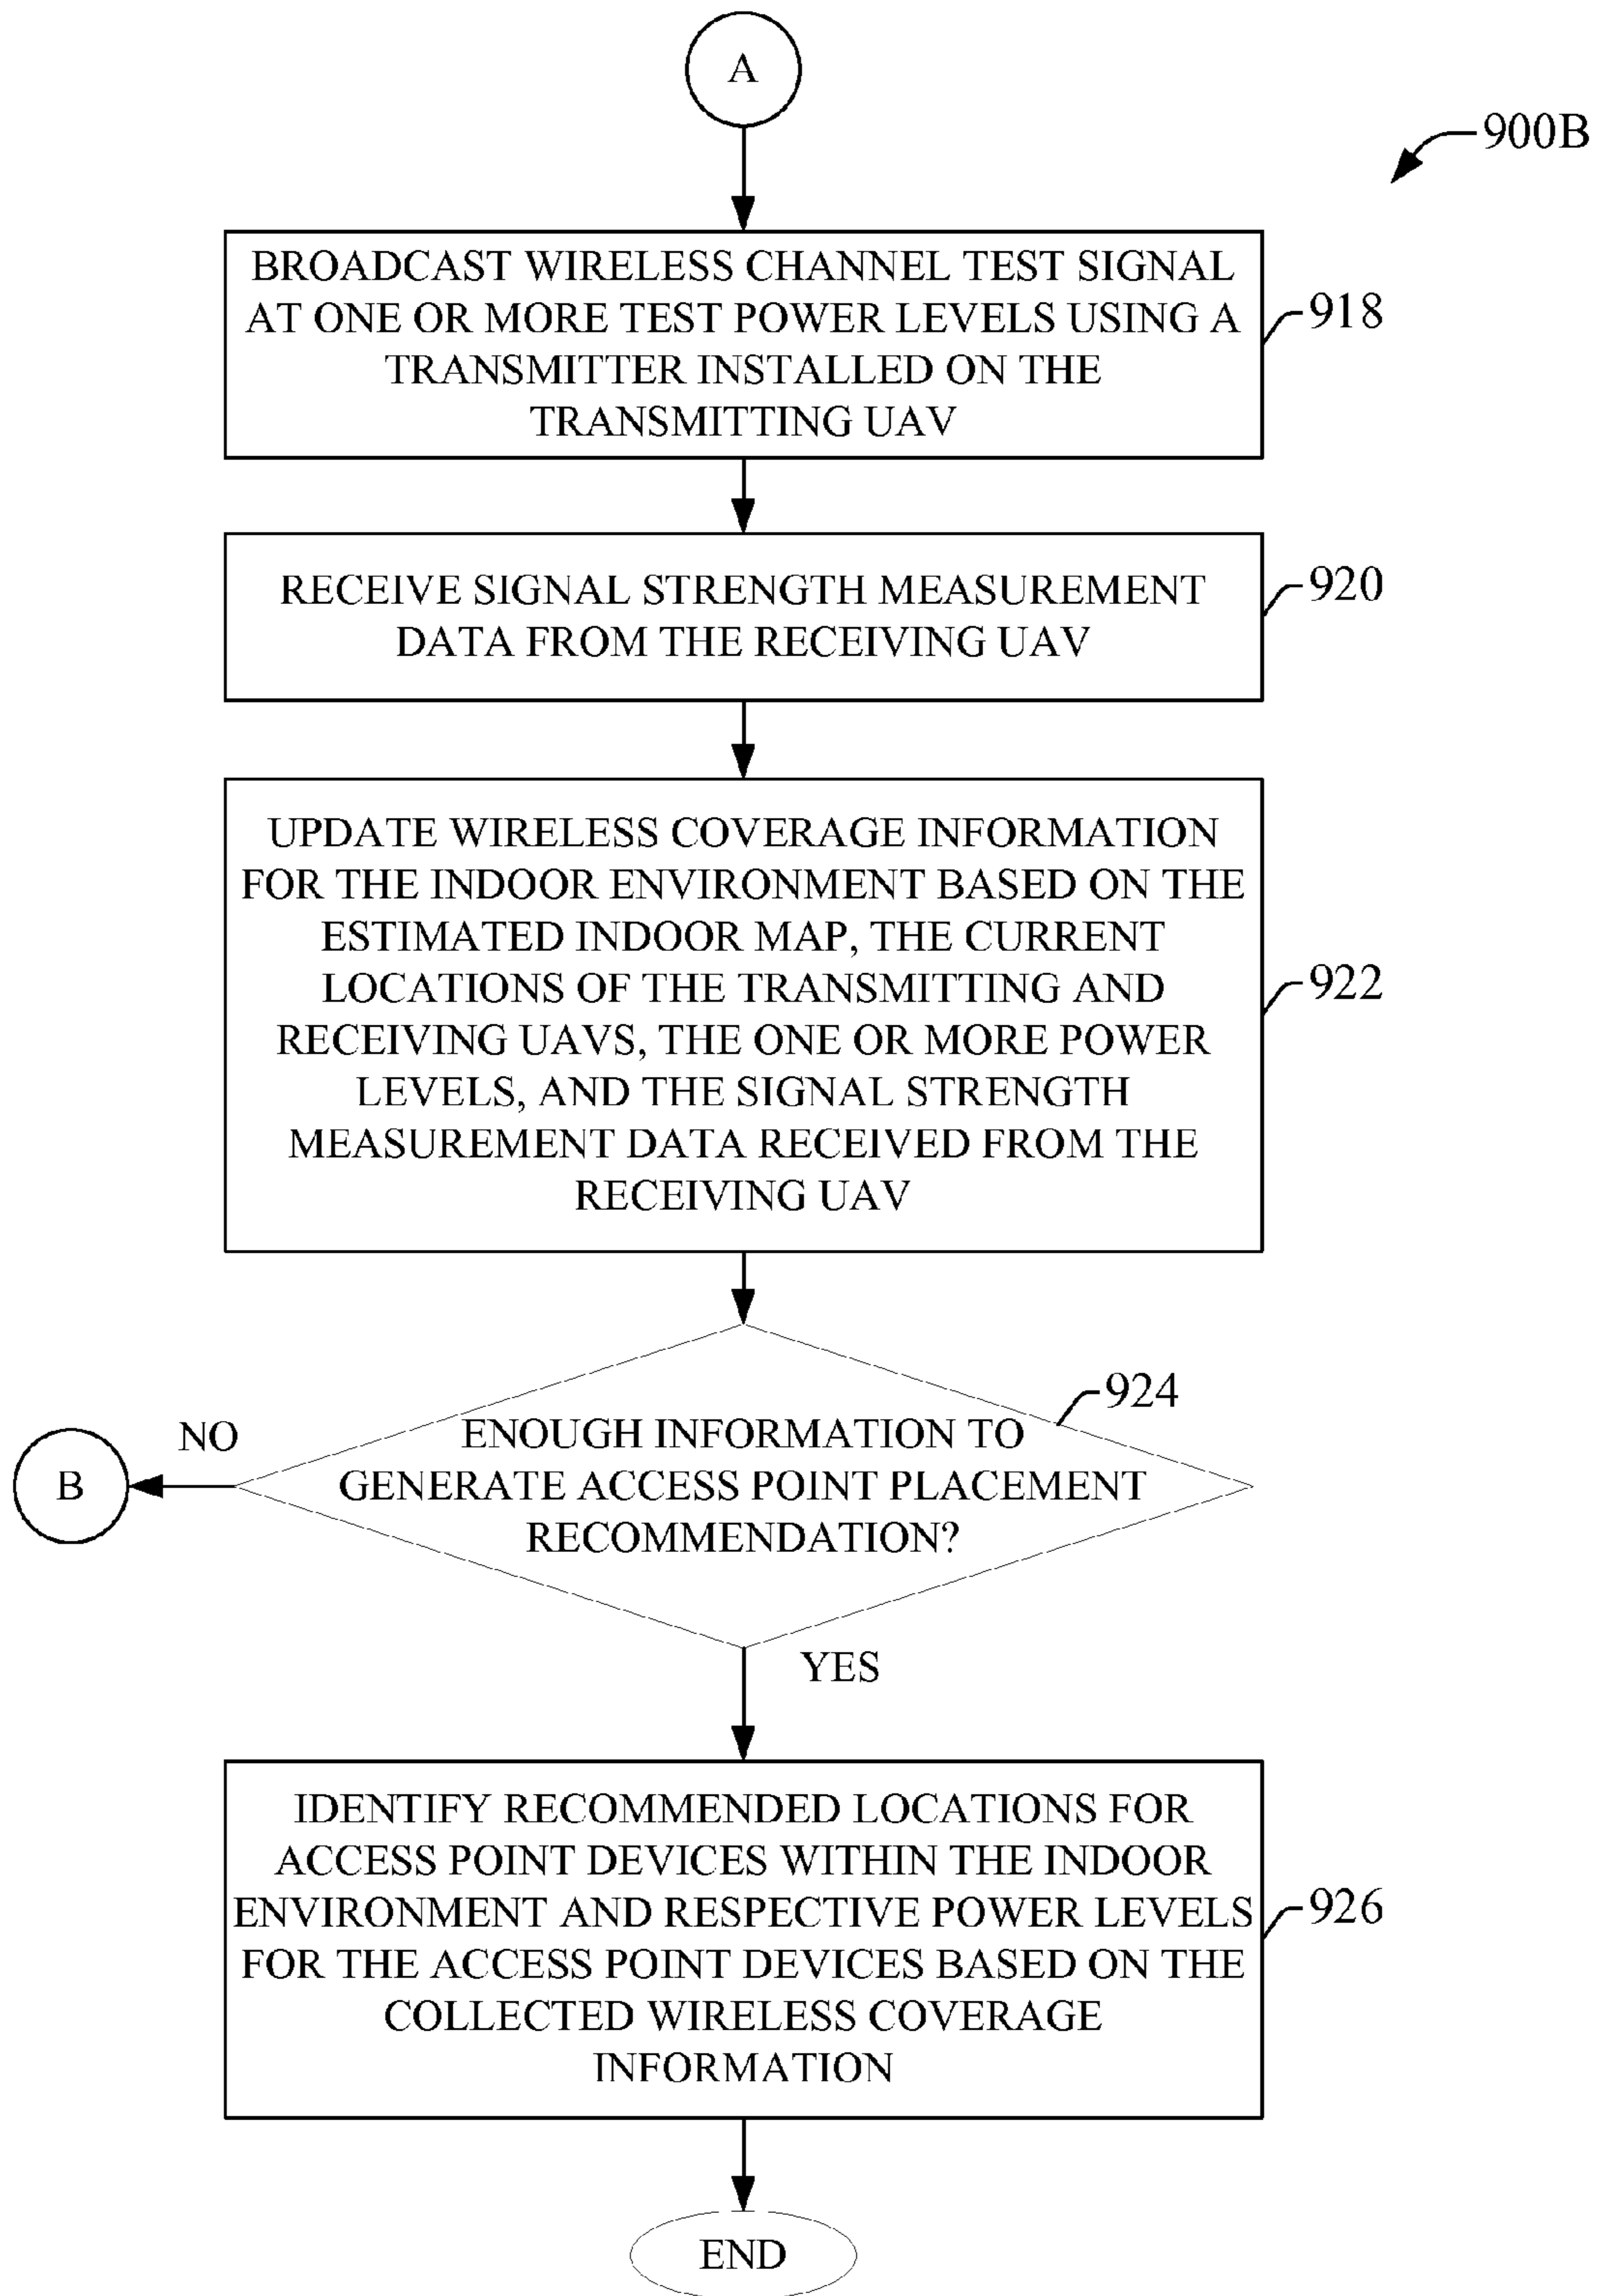 A
900B
BROADCAST WIRELESS CHANNEL TEST SIGNAL
AT ONE OR MORE TEST POWER LEVELS USING A
TRANSMITTER INSTALLED ON THE
TRANSMITTING UAV
918
RECEIVE SIGNAL STRENGTH MEASUREMENT
DATA FROM THE RECEIVING UAV
920
UPDATE WIRELESS COVERAGE INFORMATION
FOR THE INDOOR ENVIRONMENT BASED ON THE
ESTIMATED INDOOR MAP, THE CURRENT
LOCATIONS OF THE TRANSMITTING AND
RECEIVING UAVS, THE ONE OR MORE POWER
LEVELS, AND THE SIGNAL STRENGTH
MEASUREMENT DATA RECEIVED FROM THE
RECEIVING UAV
922
924
ENOUGH INFORMATION TO
GENERATE ACCESS POINT PLACEMENT
RECOMMENDATION?
NO
B
YES
IDENTIFY RECOMMENDED LOCATIONS FOR
ACCESS POINT DEVICES WITHIN THE INDOOR
ENVIRONMENT AND RESPECTIVE POWER LEVELS
FOR THE ACCESS POINT DEVICES BASED ON THE
COLLECTED WIRELESS COVERAGE
INFORMATION
926
END